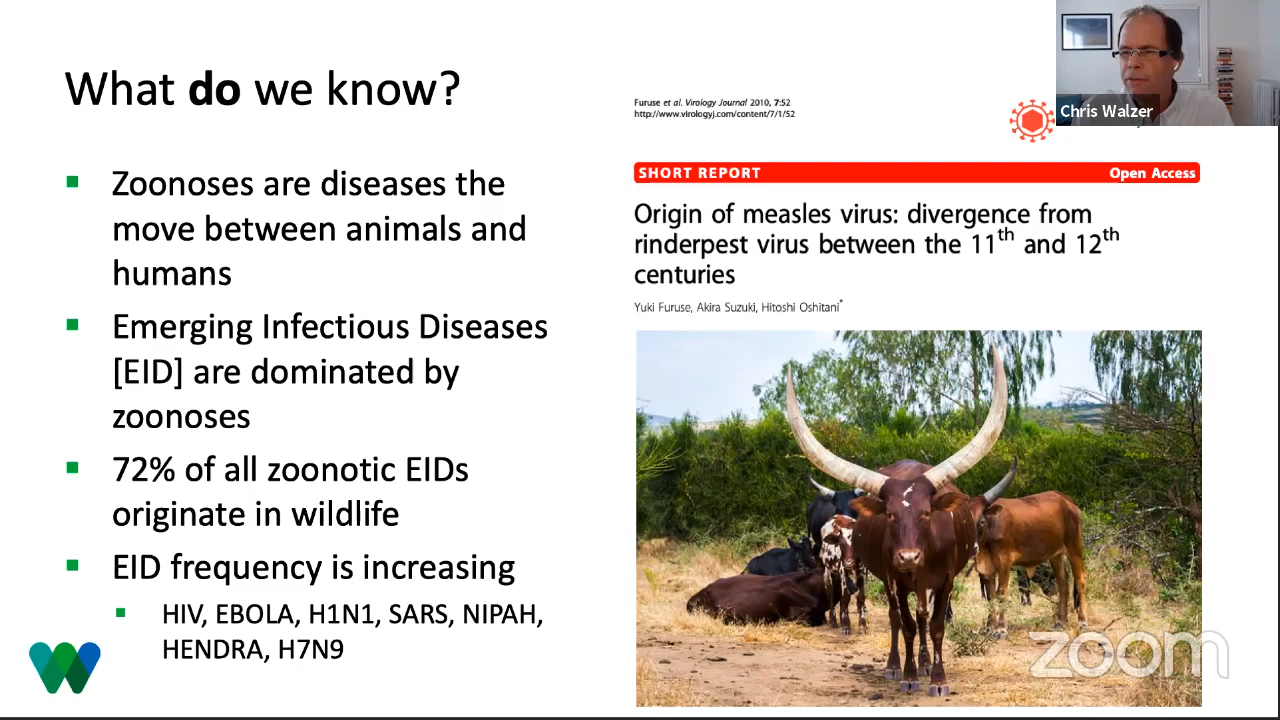 What do we know?
Zoonoses are diseases the
move between animals and
humans
Emerging Infectious Diseases
[EID] are dominated by
zoonoses
72% of all zoonotic EIDs
originate in wildlife
EID frequency is increasing
HIV, EBOLA, H1N1, SARS, NIPAH,
HENDRA, H7N9
Furuse et al. Virology Journal 2010, 7:52
http://www.virologyj.com/content/7/1/52
SHORT REPORT
Open Access
Origin of measles virus: divergence from
rinderpest virus between the 11th and 12th
centuries
Yuki Furuse, Akira Suzuki, Hitoshi Oshitani*
Chris Walzer
zoom